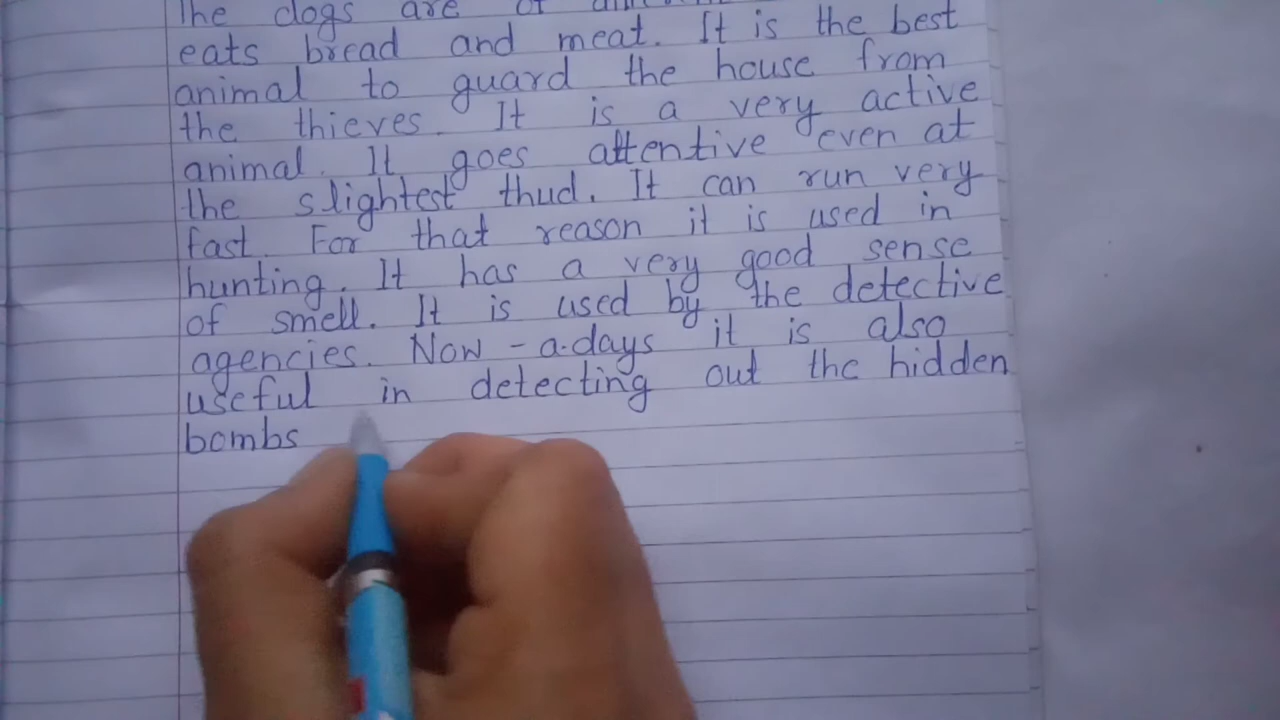 The dogs are of
eats bread and meat. It is the best
animal to guard the house from
the thieves. It is a very active
animal. It goes attentive even at
the slightest thud. It can run very
fast. For that reason it is used in
hunting. It has a very good sense
of smell. It is used by the detective
agencies. Now-a-days it is also
useful in detecting out the hidden
bombs